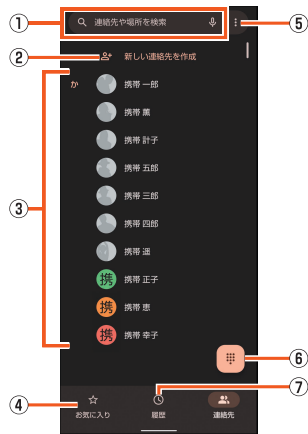 ①
連絡先や場所を検索
⑤
②
新しい連絡先を作成
③
か
携帯 一郎
携帯 薫
携帯 計子
携帯 五郎
携帯 三郎
携帯 四郎
携帯 遥
携 携帯 正子
携 携帯 恵
携 携帯 幸子
⑥
⑦
④
お気に入り
履歴
連絡先